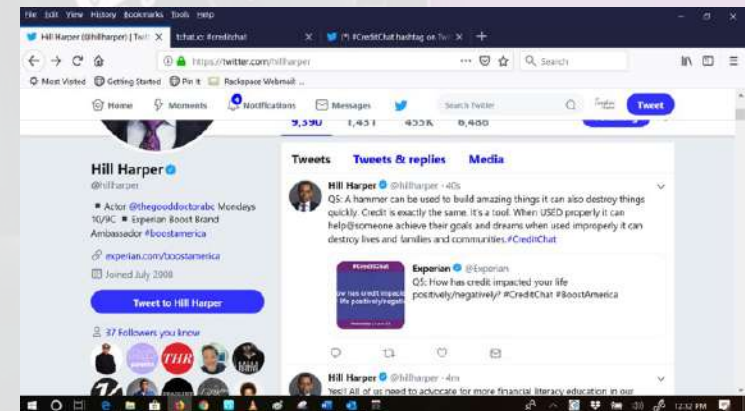 File Edit View History Bookmarks Tools Help
Hill Harper (@hillharper) | Twit
tchat.io: #creditchat
(*) #CreditChat hashtag on Twi
https://twitter.com/hillharper
Search
Most Visited Getting Started Pin It Rackspace Webmail ...
Home Moments Notifications Messages Search Twitter Tweet
9,390 1,431 455K 6,488
Hill Harper
@hillharper
Actor @thegooddoctorabc Mondays
10/9C Experian Boost Brand
Ambassador #boostamerica
experian.com/boostamerica
Joined July 2008
Tweet to Hill Harper
37 Followers you know
THR
Tweets Tweets & replies Media
Hill Harper @hillharper · 40s
Q5: A hammer can be used to build amazing things it can also destroy things
quickly. Credit is exactly the same. It's a tool. When USED properly it can
help@someone achieve their goals and dreams when used improperly it can
destroy lives and families and communities.#CreditChat
#CreditChat
Experian @Experian
Q5: How has credit impacted your life
positively/negatively? #CreditChat #BoostAmerica
Hill Harper @hillharper · 4m
Yes!! All of us need to advocate for more financial literacy education in our
12:32 PM